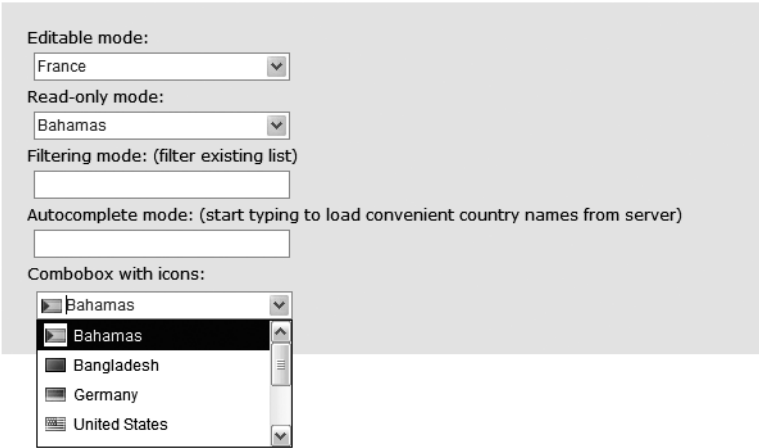 Editable mode:
France
Read-only mode:
Bahamas
Filtering mode: (filter existing list)
Autocomplete mode: (start typing to load convenient country names from server)
Combobox with icons:
Bahamas
Bahamas
Bangladesh
Germany
United States